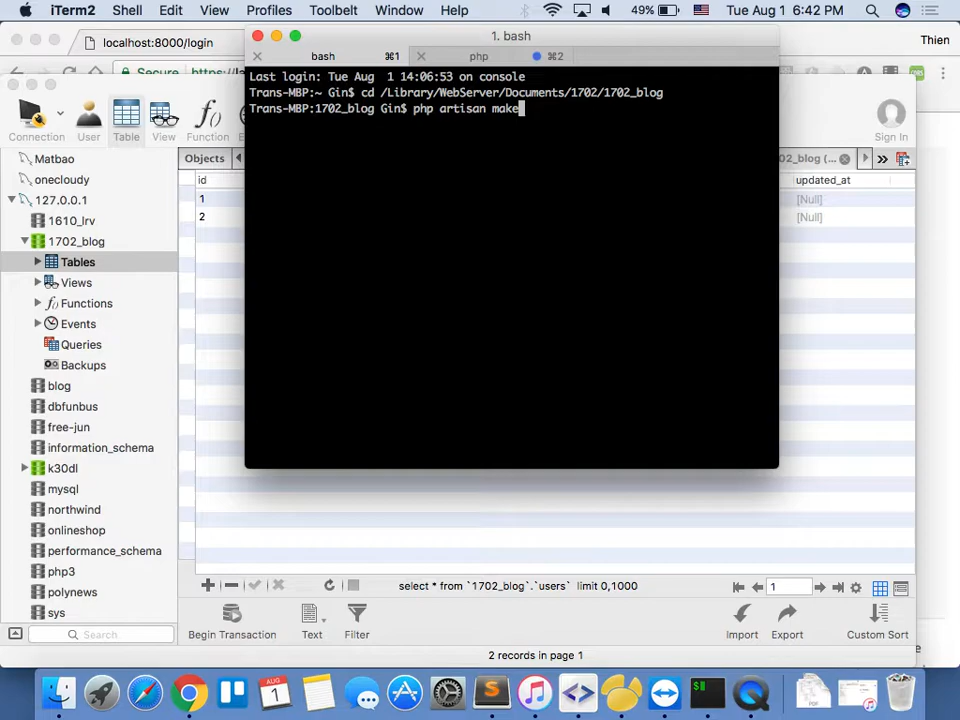 iTerm2 Shell Edit View Profiles Toolbelt Window Help 49% Tue Aug 1 6:42 PM
localhost:8000/login
Thien
1. bash
bash ⌘1 php ⌘2
Secure
Last login: Tue Aug  1 14:06:53 on console
Trans-MBP:~ Gin$ cd /Library/WebServer/Documents/1702/1702_blog
Trans-MBP:1702_blog Gin$ php artisan make
Connection User Table View Function Sign In
Objects 02_blog (...
id updated_at
1 [Null]
2 [Null]
Matbao
onecloudy
127.0.0.1
1610_lrv
1702_blog
Tables
Views
Functions
Events
Queries
Backups
blog
dbfunbus
free-jun
information_schema
k30dl
mysql
northwind
onlineshop
performance_schema
php3
polynews
sys
Search
select * from `1702_blog`.`users` limit 0,1000
1
Begin Transaction Text Filter Import Export Custom Sort
2 records in page 1
AUG
1